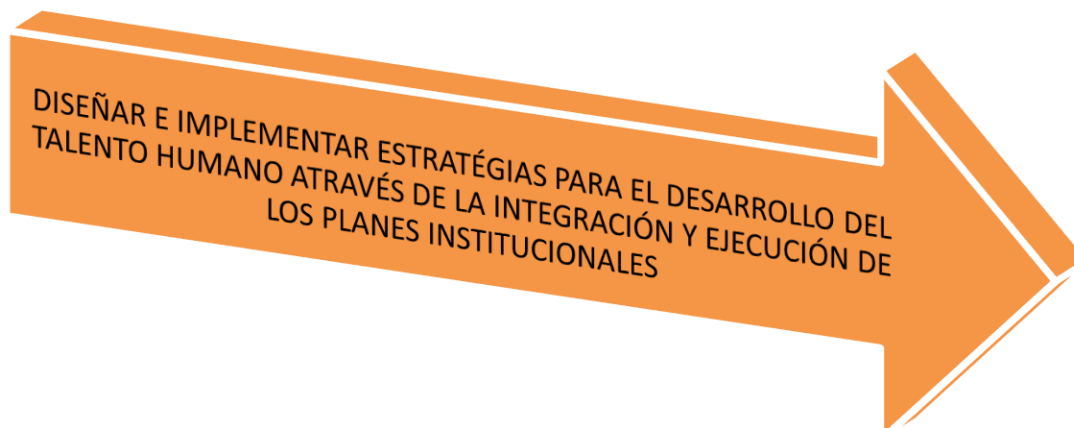 DISEÑAR E IMPLEMENTAR ESTRATÉGIAS PARA EL DESARROLLO DEL
TALENTO HUMANO ATRAVÉS DE LA INTEGRACIÓN Y EJECUCIÓN DE
LOS PLANES INSTITUCIONALES